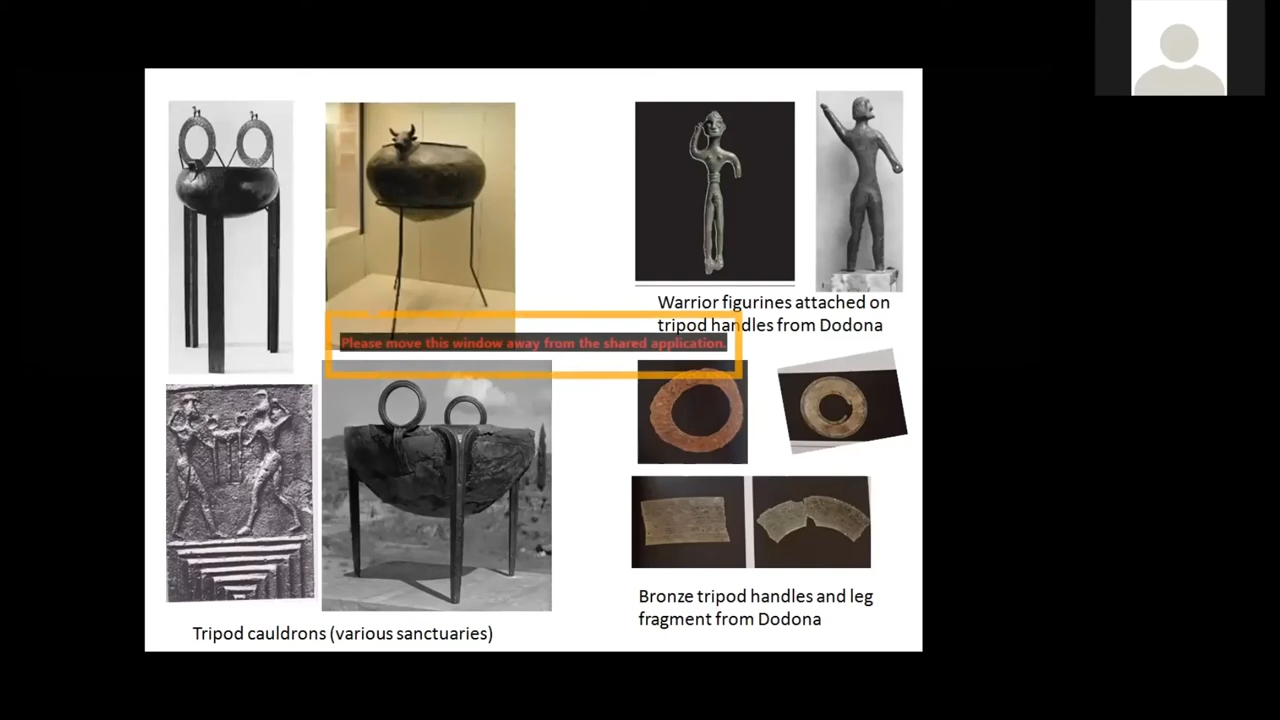 Warrior figurines attached on
tripod handles from Dodona
Please move this window away from the shared application.
Bronze tripod handles and leg
fragment from Dodona
Tripod cauldrons (various sanctuaries)